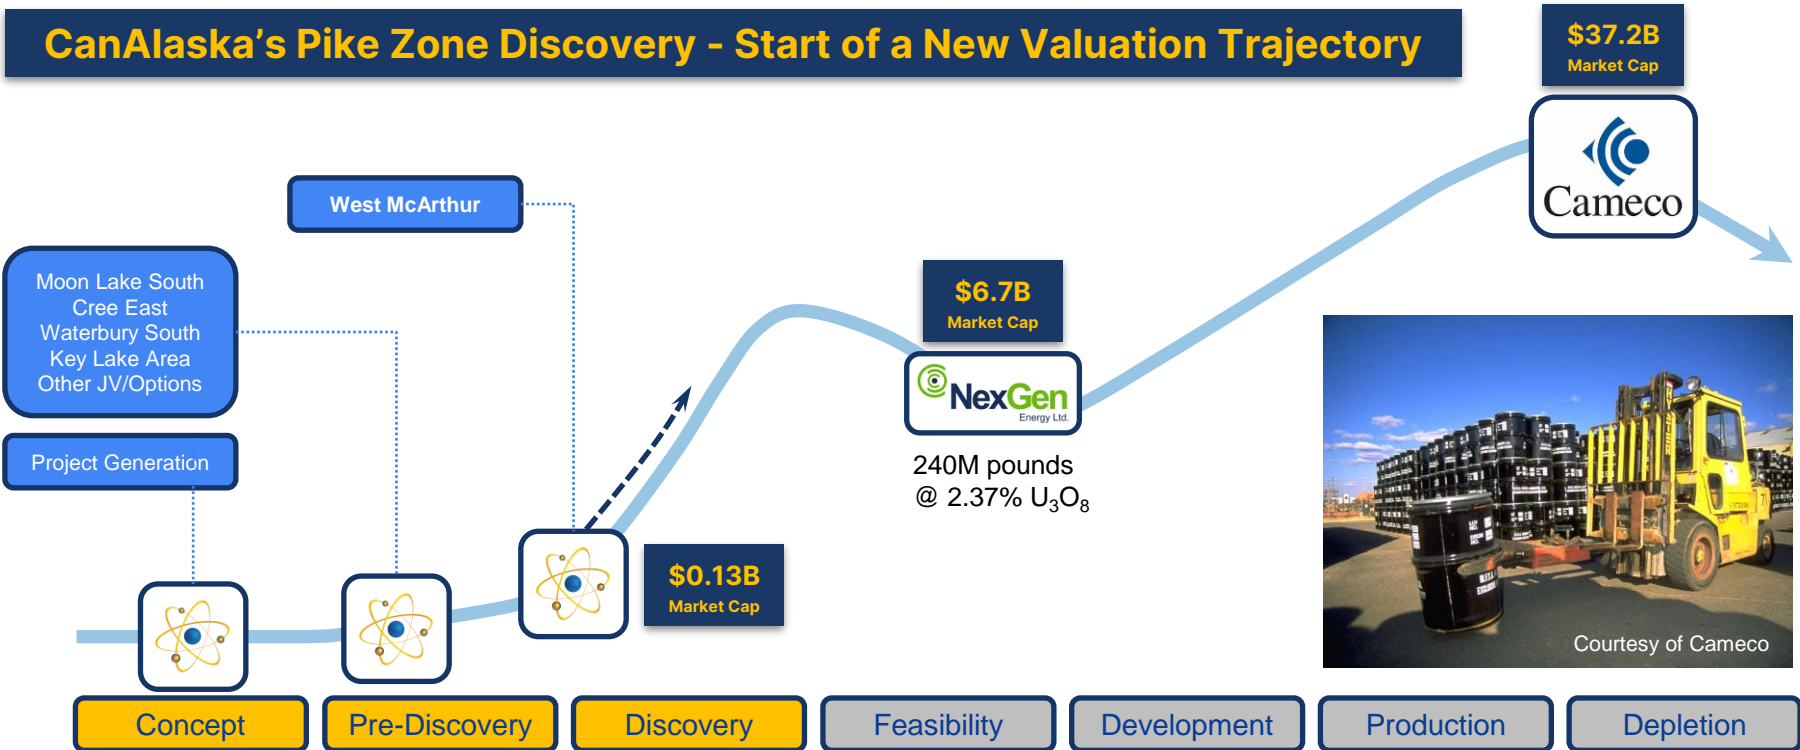 CanAlaska's Pike Zone Discovery - Start of a New Valuation Trajectory
$37.2B
Market Cap
Cameco
West McArthur
Moon Lake South
Cree East
Waterbury South
Key Lake Area
Other JV/Options
Project Generation
$6.7B
Market Cap
NexGen
Energy Ltd.
240M pounds
@ 2.37% U₃O₈
$0.13B
Market Cap
Courtesy of Cameco
Concept
Pre-Discovery
Discovery
Feasibility
Development
Production
Depletion